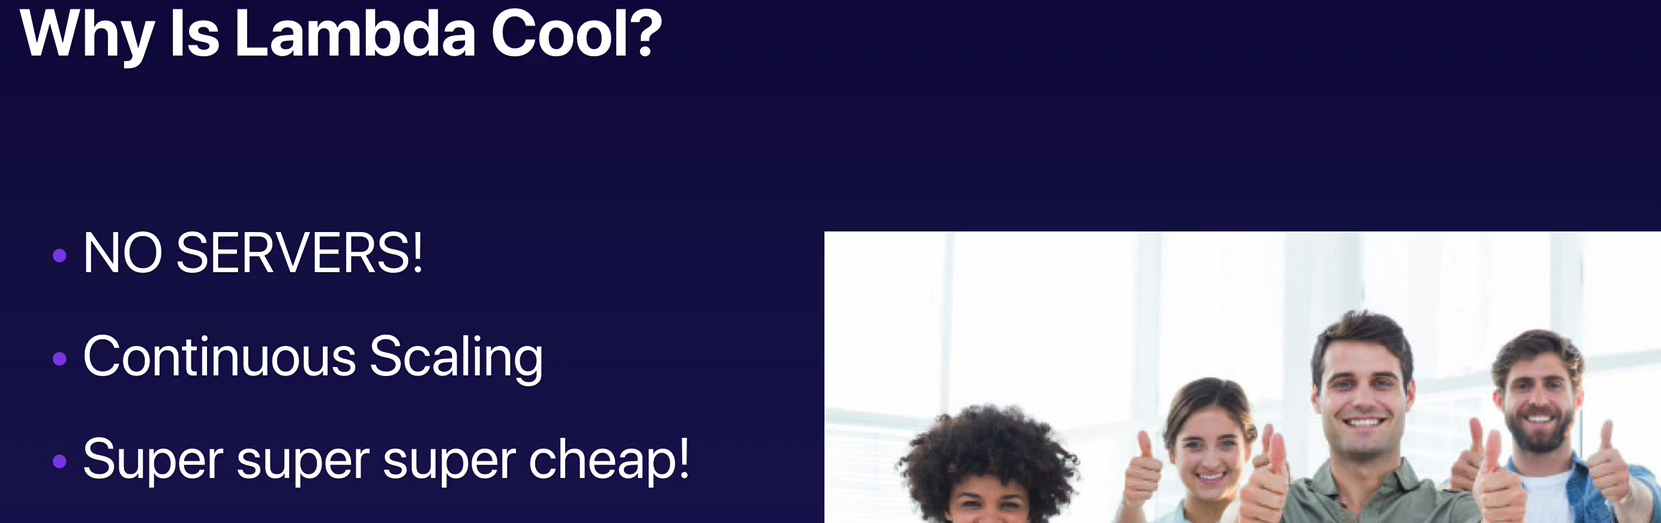 Why Is Lambda Cool?
• NO SERVERS!
• Continuous Scaling
• Super super super cheap!